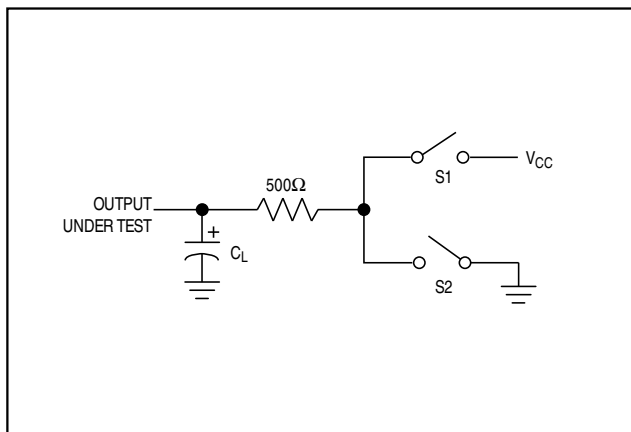 500Ω
V_CC
S1
OUTPUT
UNDER TEST
+
C_L
S2